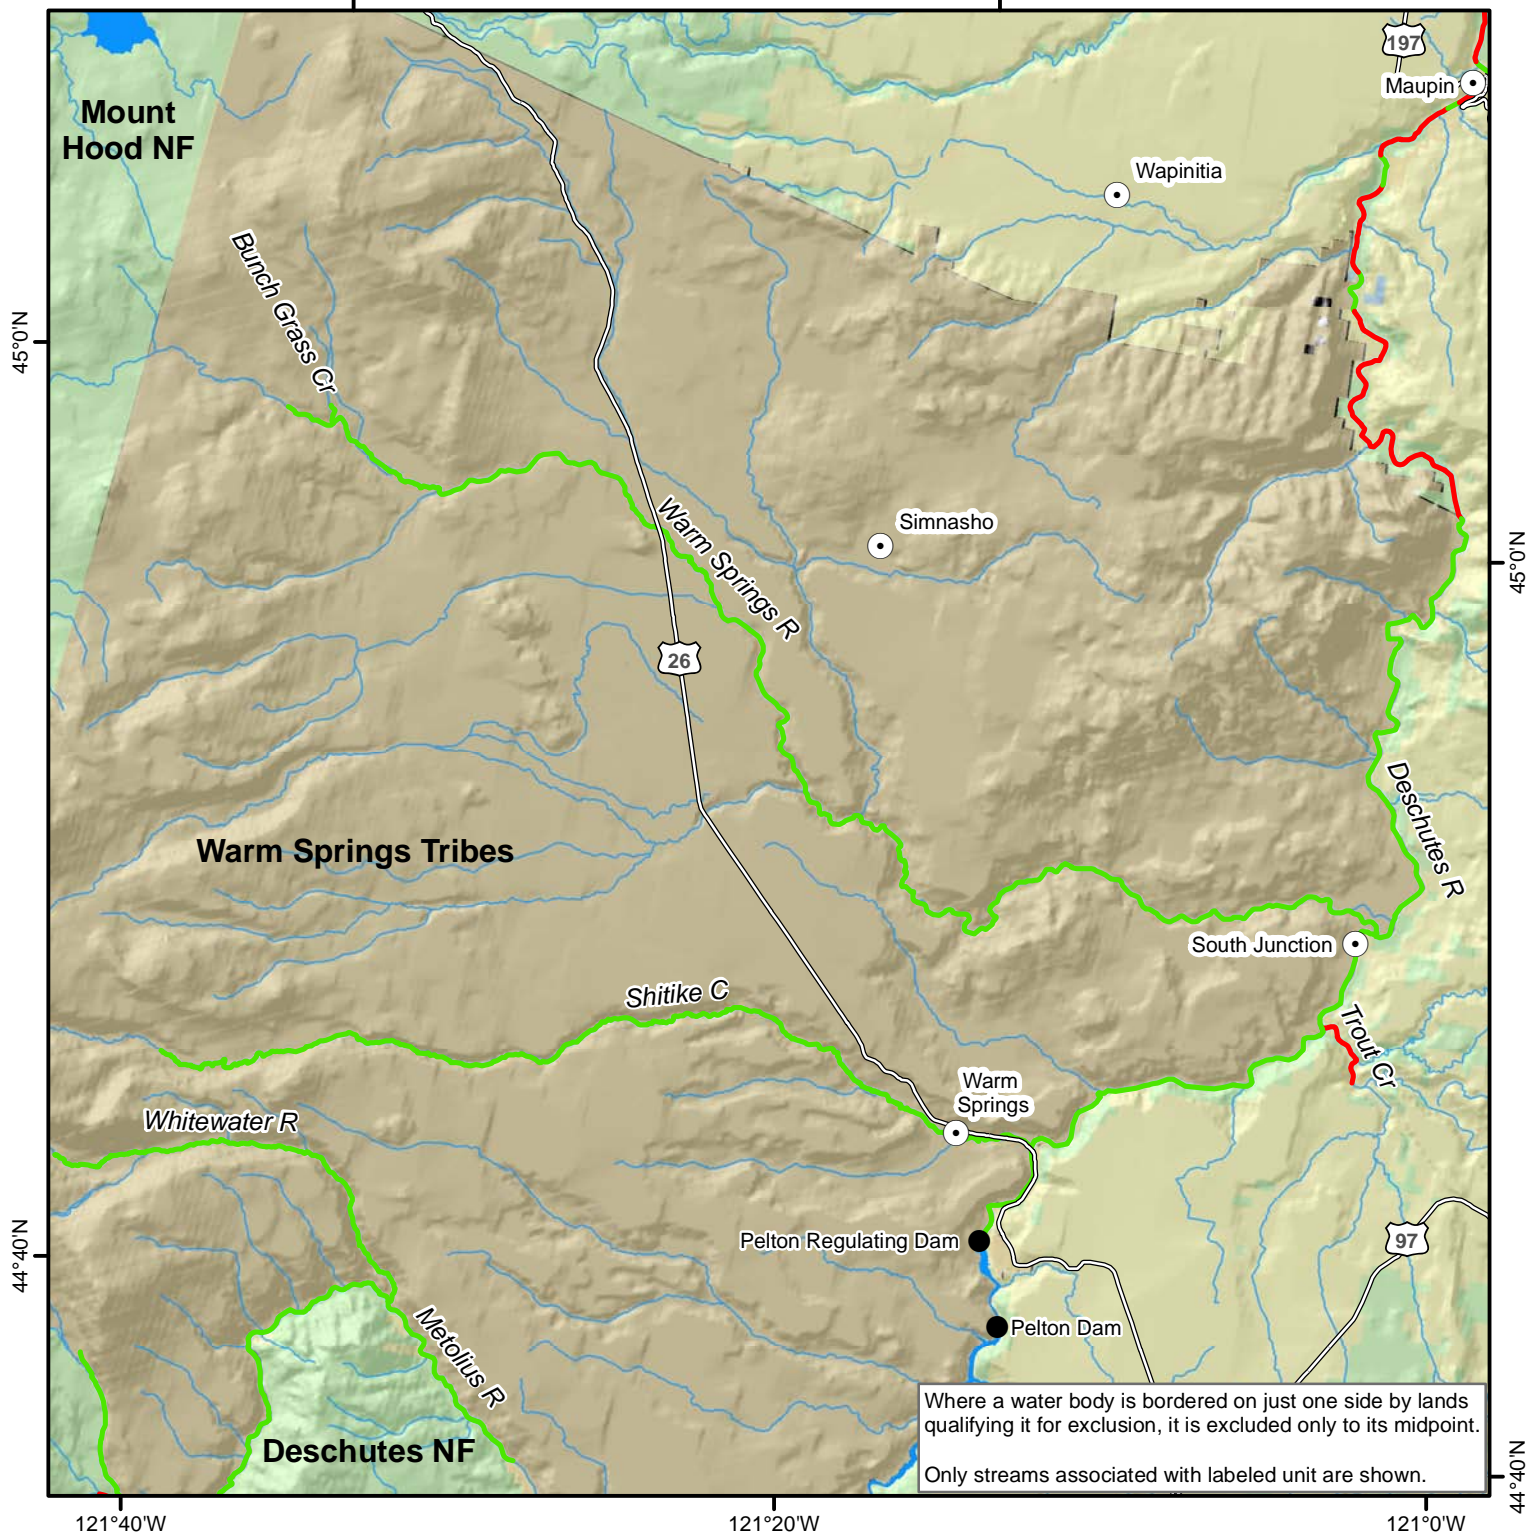 197
Maupin
Mount
Hood NF
Wapinitia
Bunch Grass Cr
45°0'N
Simnasho
Warm Springs R
45°0'N
26
Deschutes R
Warm Springs Tribes
South Junction
Shitike C
Trout Cr
Warm
Springs
Whitewater R
Pelton Regulating Dam
97
44°40'N
Pelton Dam
Metolius R
Where a water body is bordered on just one side by lands
qualifying it for exclusion, it is excluded only to its midpoint.
Only streams associated with labeled unit are shown.
Deschutes NF
44°40'N
121°40'W
121°20'W
121°0'W